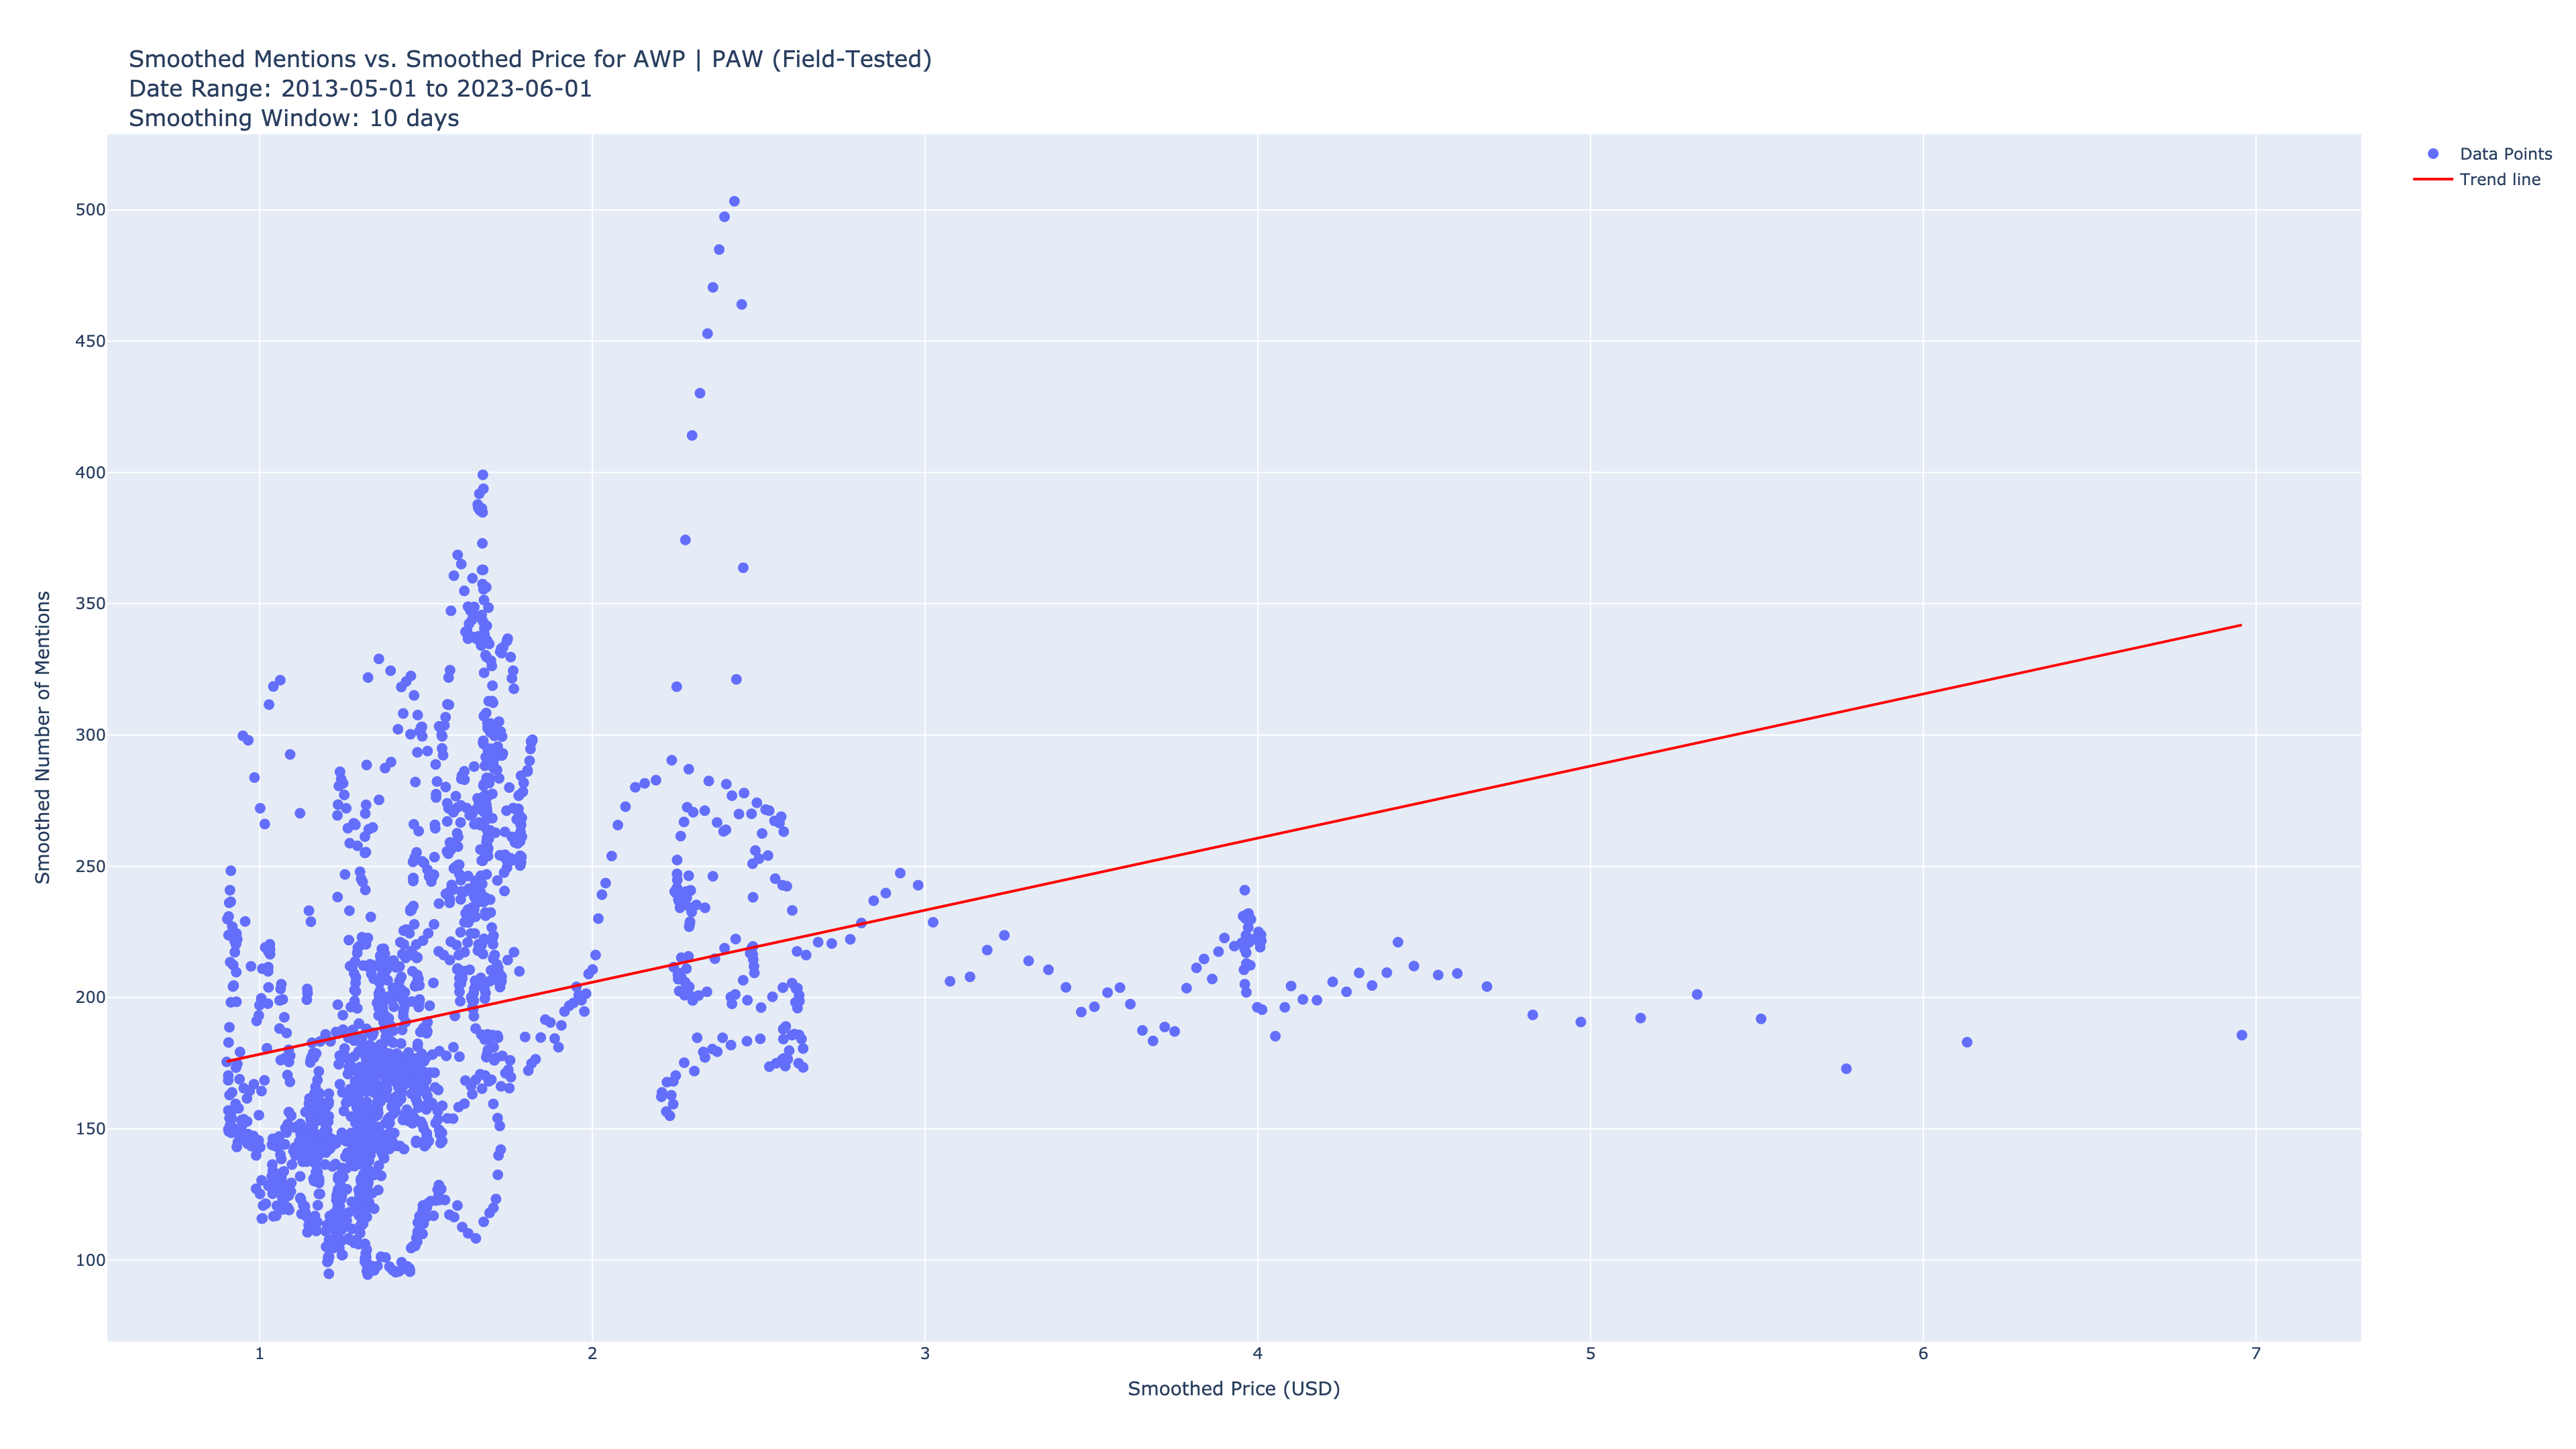 Smoothed Mentions vs. Smoothed Price for AWP | PAW (Field-Tested)
Date Range: 2013-05-01 to 2023-06-01
Smoothing Window: 10 days
Data Points
Trend line
500
450
400
350
300
250
200
150
100
Smoothed Number of Mentions
1 2 3 4 5 6 7
Smoothed Price (USD)